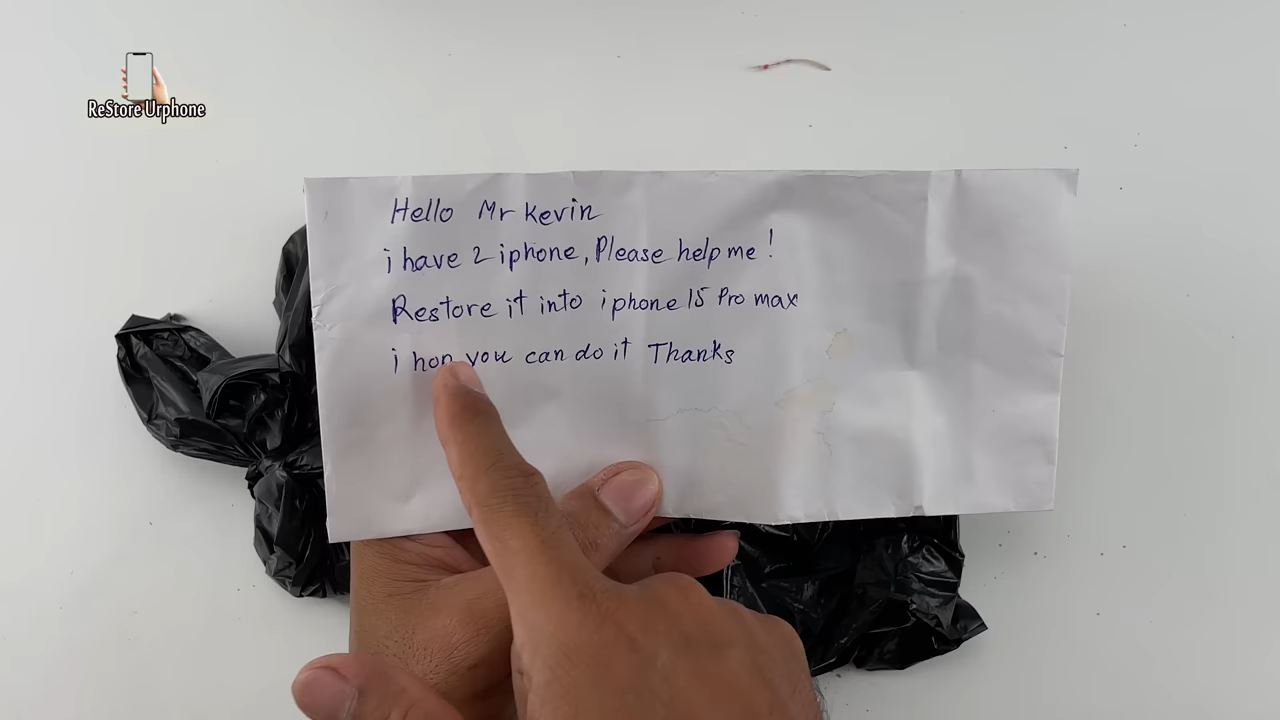 ReStore Urphone
Hello Mr Kevin
i have 2 iphone, Please help me!
Restore it into iphone 15 Pro max
i you can do it Thanks